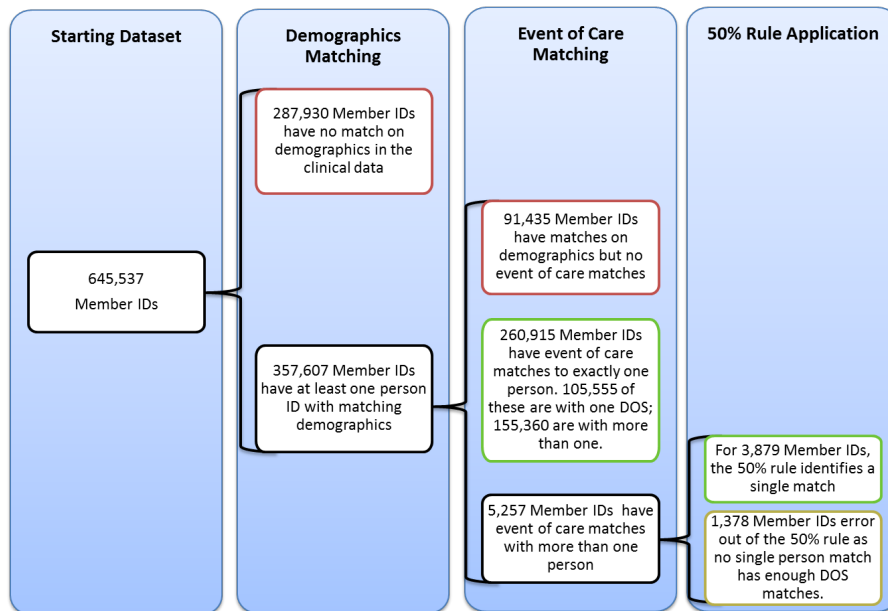 Starting Dataset
Demographics
Matching
Event of Care
Matching
50% Rule Application
645,537
Member IDs
287,930 Member IDs
have no match on
demographics in the
clinical data
357,607 Member IDs
have at least one person
ID with matching
demographics
91,435 Member IDs
have matches on
demographics but no
event of care matches
260,915 Member IDs
have event of care
matches to exactly one
person. 105,555 of
these are with one DOS;
155,360 are with more
than one.
5,257 Member IDs have
event of care matches
with more than one
person
For 3,879 Member IDs,
the 50% rule identifies a
single match
1,378 Member IDs error
out of the 50% rule as
no single person match
has enough DOS
matches.